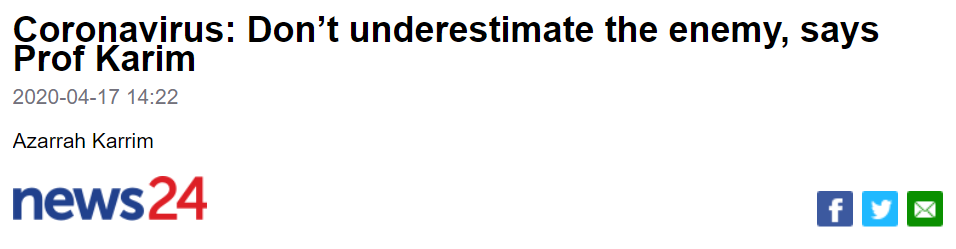 Coronavirus: Don’t underestimate the enemy, says
Prof Karim
2020-04-17 14:22
Azarrah Karrim
news24